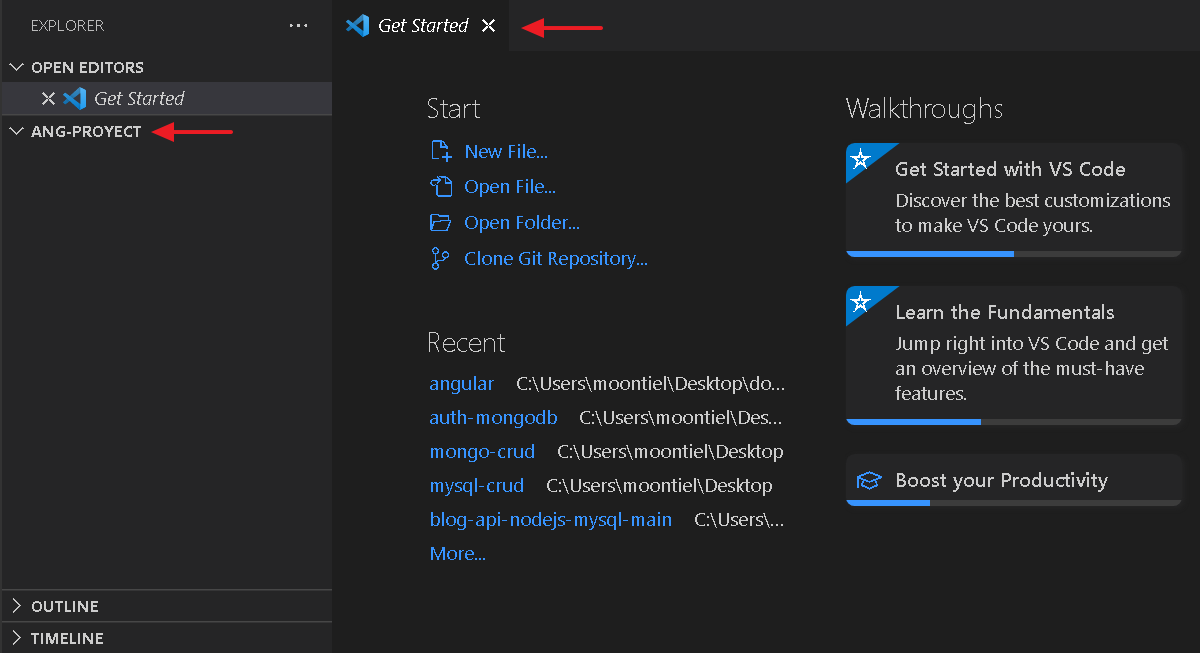 EXPLORER
OPEN EDITORS
Get Started
ANG-PROYECT
OUTLINE
TIMELINE
Get Started
Start
New File...
Open File...
Open Folder...
Clone Git Repository...
Recent
angular C:\Users\moontiel\Desktop\do...
auth-mongodb C:\Users\moontiel\Des...
mongo-crud C:\Users\moontiel\Desktop
mysql-crud C:\Users\moontiel\Desktop
blog-api-nodejs-mysql-main C:\Users\...
More...
Walkthroughs
Get Started with VS Code
Discover the best customizations
to make VS Code yours.
Learn the Fundamentals
Jump right into VS Code and get
an overview of the must-have
features.
Boost your Productivity